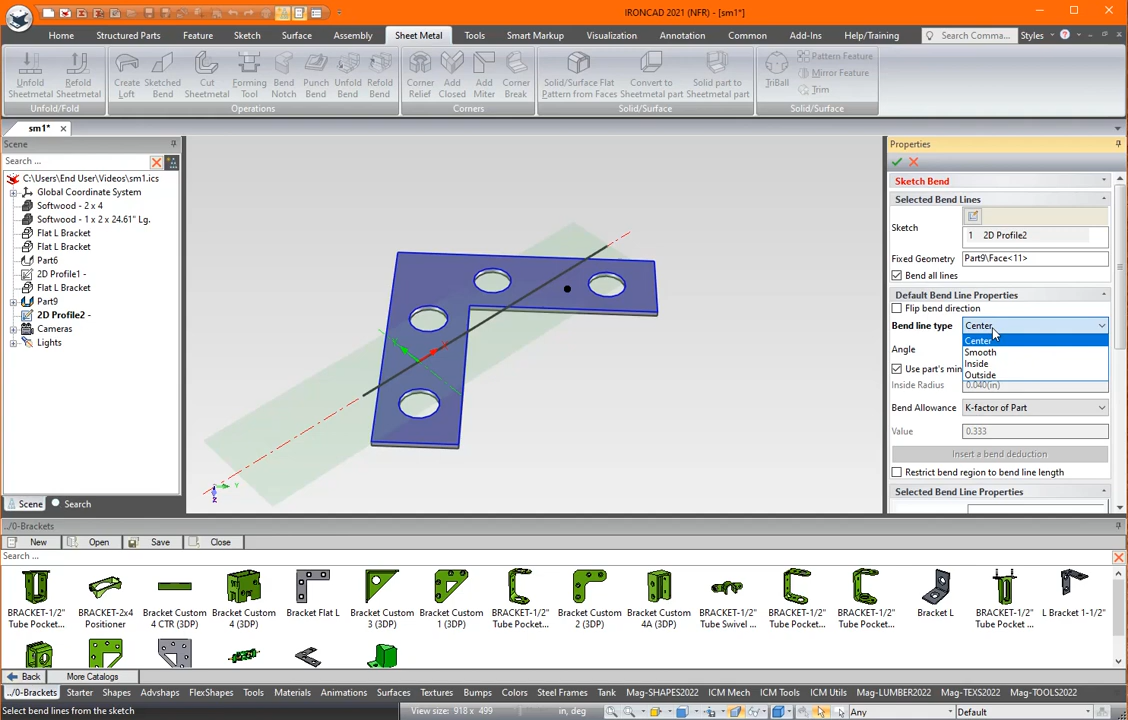 IRONCAD 2021 (NFR) - [sm1*]
Home Structured Parts Feature Sketch Surface Assembly Sheet Metal Tools Smart Markup Visualization Annotation Common Add-Ins Help/Training Search Comma... Styles
Unfold Sheetmetal Refold Sheetmetal Create Loft Sketched Bend Cut Sheetmetal Forming Tool Bend Notch Punch Bend Unfold Bend Refold Bend Corner Relief Add Closed Add Miter Corner Break Solid/Surface Flat Pattern from Faces Convert to Sheetmetal part Solid part to Sheetmetal part TriBall Pattern Feature Mirror Feature Trim
Unfold/Fold Operations Corners Solid/Surface Solid/Surface
sm1*
Scene
Search ...
C:\Users\End User\Videos\sm1.ics
Global Coordinate System
Softwood - 2 x 4
Softwood - 1 x 2 x 24.61" Lg.
Flat L Bracket
Flat L Bracket
Part6
2D Profile1 -
Flat L Bracket
Part9
2D Profile2 -
Cameras
Lights
Scene Search
X
Y
Z
Properties
Sketch Bend
Selected Bend Lines
Sketch
1 2D Profile2
Fixed Geometry Part9\Face<11>
Bend all lines
Default Bend Line Properties
Flip bend direction
Bend line type Center
Center
Smooth
Inside
Outside
Angle
Use part's min
Inside Radius 0.040(in)
Bend Allowance K-factor of Part
Value 0.333
Insert a bend deduction
Restrict bend region to bend line length
Selected Bend Line Properties
../0-Brackets
New Open Save Close
Search ...
BRACKET-1/2" Tube Pocket...
BRACKET-2x4 Positioner
Bracket Custom 4 CTR (3DP)
Bracket Custom 4 (3DP)
Bracket Flat L
Bracket Custom 3 (3DP)
Bracket Custom 1 (3DP)
BRACKET-1/2" Tube Pocket...
Bracket Custom 2 (3DP)
Bracket Custom 4A (3DP)
BRACKET-1/2" Tube Swivel ...
BRACKET-1/2" Tube Pocket...
BRACKET-1/2" Tube Pocket...
Bracket L
BRACKET-1/2" Tube Pocket ...
L Bracket 1-1/2"
Back More Catalogs
../0-Brackets Starter Shapes Advshaps FlexShapes Tools Materials Animations Surfaces Textures Bumps Colors Steel Frames Tank Mag-SHAPES2022 ICM Mech ICM Tools ICM Utils Mag-LUMBER2022 Mag-TEXS2022 Mag-TOOLS2022
Select bend lines from the sketch View size: 918 x 499 in, deg Any Default